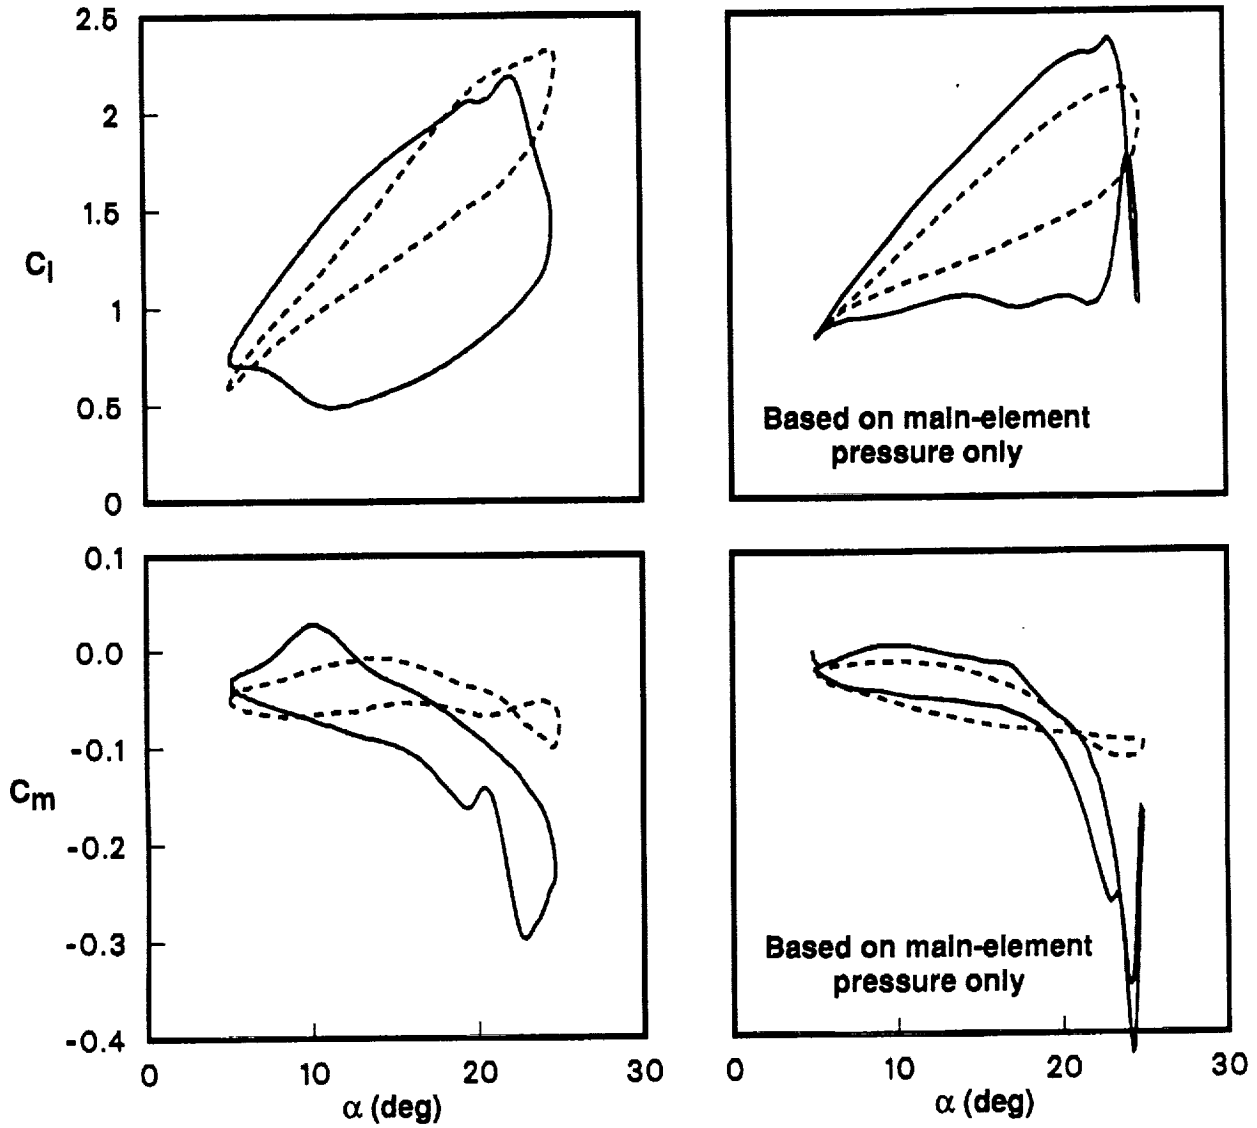 2.5
2
1.5
1
0.5
0
Cl
Based on main-element
pressure only
0.1
0.0
-0.1
-0.2
-0.3
-0.4
Cm
0
10
20
30
α (deg)
Based on main-element
pressure only
0
10
20
30
α (deg)